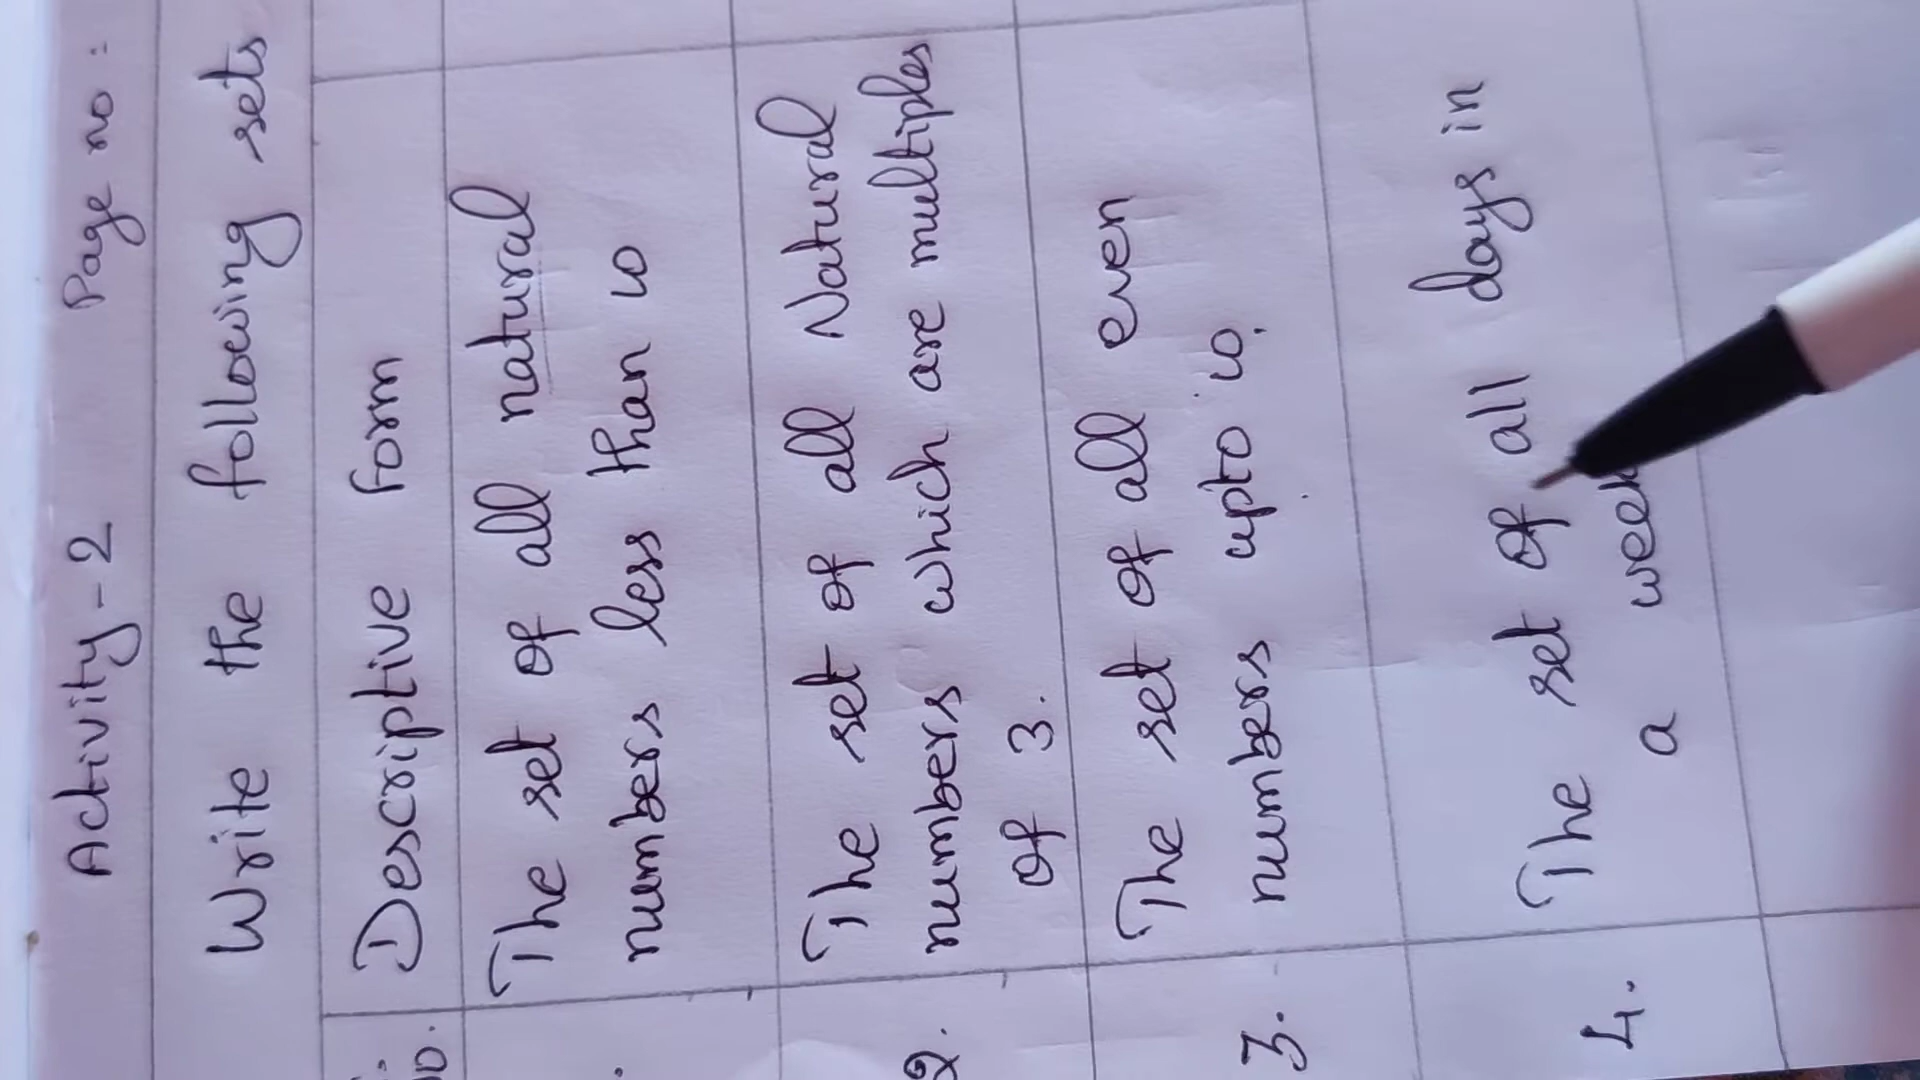 Activity-2 Page no:
Write the following sets
Descriptive form
The set of all natural
numbers less than 10
2. The set of all Natural
numbers which are multiples
of 3.
3. The set of all even
numbers upto 10.
4. The set of all days in
a week